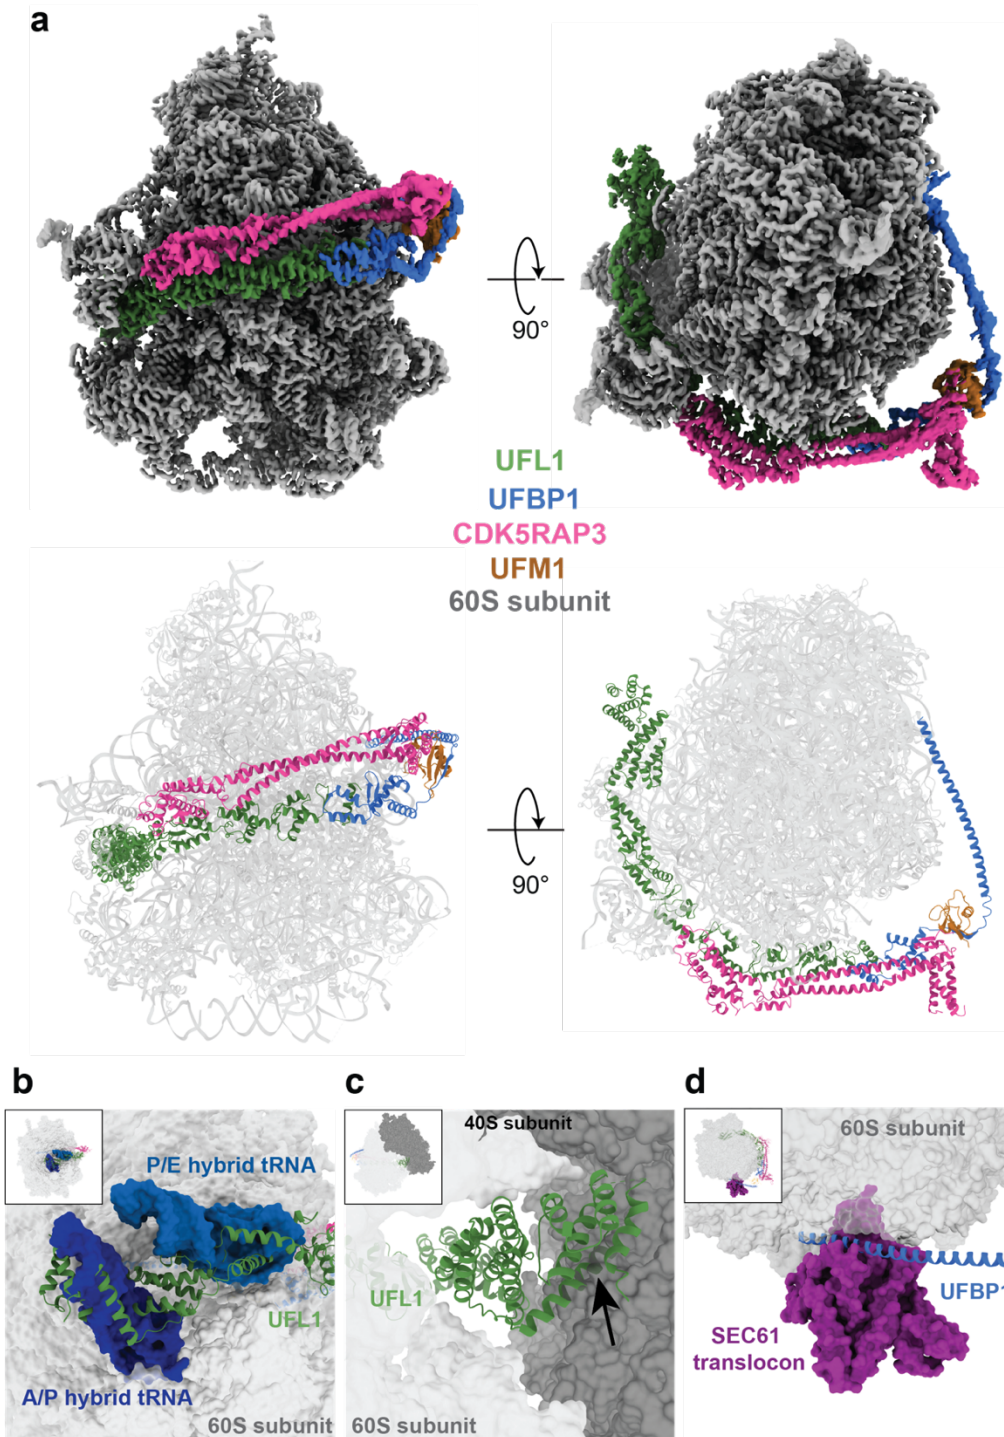 a
90°
UFL1
UFBP1
CDK5RAP3
UFM1
60S subunit
90°
b
P/E hybrid tRNA
UFL1
A/P hybrid tRNA
60S subunit
c
40S subunit
UFL1
60S subunit
d
60S subunit
UFBP1
SEC61
translocon